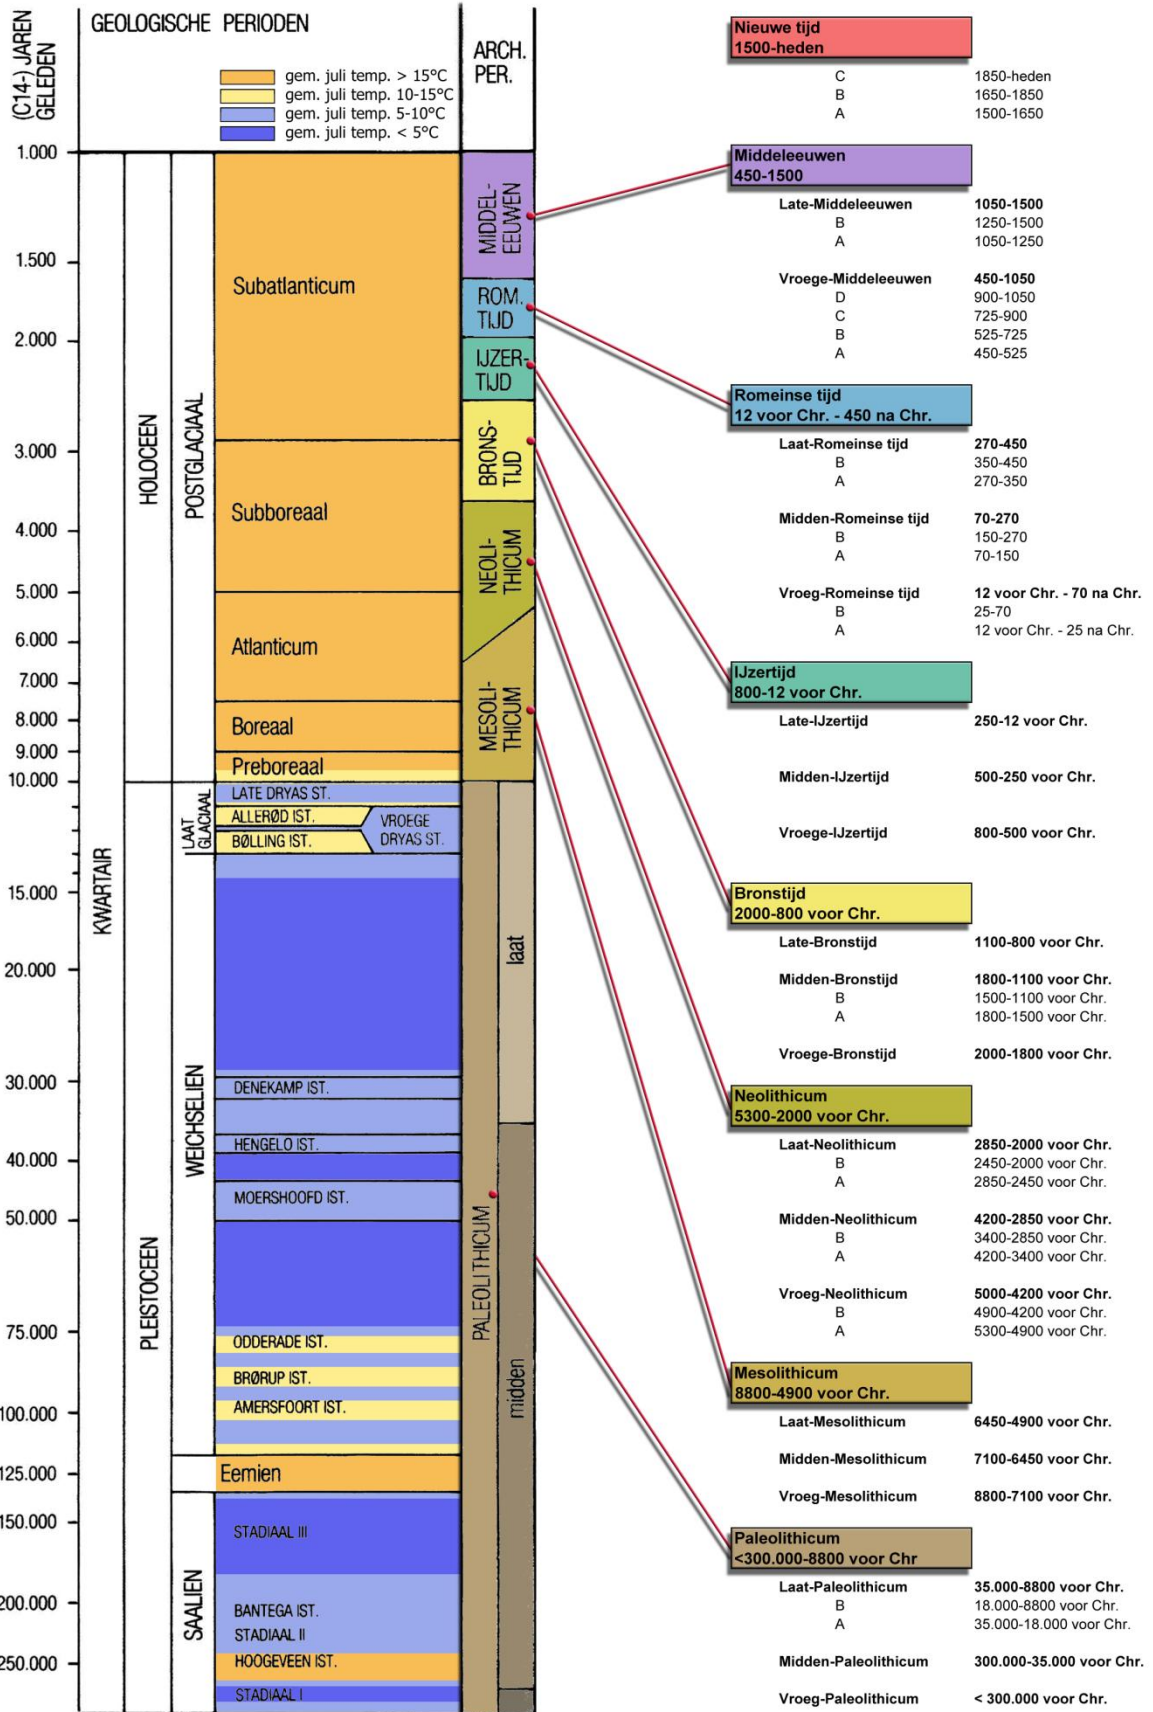 (C14-) JAREN
GELEDEN
GEOLOGISCHE PERIODEN
gem. juli temp. > 15°C
gem. juli temp. 10-15°C
gem. juli temp. 5-10°C
gem. juli temp. < 5°C
ARCH.
PER.
1.000
1.500
2.000
3.000
4.000
5.000
6.000
7.000
8.000
9.000
10.000
15.000
20.000
30.000
40.000
50.000
75.000
100.000
125.000
150.000
200.000
250.000
KWARTAIR
HOLOCEEN
PLEISTOCEEN
POSTGLACIAAL
LAAT
GLACIAAL
WEICHSELIEN
SAALIEN
Subatlanticum
Subboreaal
Atlanticum
Boreaal
Preboreaal
LATE DRYAS ST.
ALLERØD IST.
VROEGE
DRYAS ST.
BØLLING IST.
DENEKAMP IST.
HENGELO IST.
MOERSHOOFD IST.
ODDERADE IST.
BRØRUP IST.
AMERSFOORT IST.
Eemien
STADIAAL III
BANTEGA IST.
STADIAAL II
HOOGEVEEN IST.
STADIAAL I
MIDDEL-
EEUWEN
ROM.
TIJD
IJZER-
TIJD
BRONS-
TIJD
NEOLI-
THICUM
MESOLI-
THICUM
PALEOLITHICUM
laat
midden
Nieuwe tijd
1500-heden
C 1850-heden
B 1650-1850
A 1500-1650
Middeleeuwen
450-1500
Late-Middeleeuwen 1050-1500
B 1250-1500
A 1050-1250
Vroege-Middeleeuwen 450-1050
D 900-1050
C 725-900
B 525-725
A 450-525
Romeinse tijd
12 voor Chr. - 450 na Chr.
Laat-Romeinse tijd 270-450
B 350-450
A 270-350
Midden-Romeinse tijd 70-270
B 150-270
A 70-150
Vroeg-Romeinse tijd 12 voor Chr. - 70 na Chr.
B 25-70
A 12 voor Chr. - 25 na Chr.
IJzertijd
800-12 voor Chr.
Late-IJzertijd 250-12 voor Chr.
Midden-IJzertijd 500-250 voor Chr.
Vroege-IJzertijd 800-500 voor Chr.
Bronstijd
2000-800 voor Chr.
Late-Bronstijd 1100-800 voor Chr.
Midden-Bronstijd 1800-1100 voor Chr.
B 1500-1100 voor Chr.
A 1800-1500 voor Chr.
Vroege-Bronstijd 2000-1800 voor Chr.
Neolithicum
5300-2000 voor Chr.
Laat-Neolithicum 2850-2000 voor Chr.
B 2450-2000 voor Chr.
A 2850-2450 voor Chr.
Midden-Neolithicum 4200-2850 voor Chr.
B 3400-2850 voor Chr.
A 4200-3400 voor Chr.
Vroeg-Neolithicum 5000-4200 voor Chr.
B 4900-4200 voor Chr.
A 5300-4900 voor Chr.
Mesolithicum
8800-4900 voor Chr.
Laat-Mesolithicum 6450-4900 voor Chr.
Midden-Mesolithicum 7100-6450 voor Chr.
Vroeg-Mesolithicum 8800-7100 voor Chr.
Paleolithicum
<300.000-8800 voor Chr
Laat-Paleolithicum 35.000-8800 voor Chr.
B 18.000-8800 voor Chr.
A 35.000-18.000 voor Chr.
Midden-Paleolithicum 300.000-35.000 voor Chr.
Vroeg-Paleolithicum < 300.000 voor Chr.